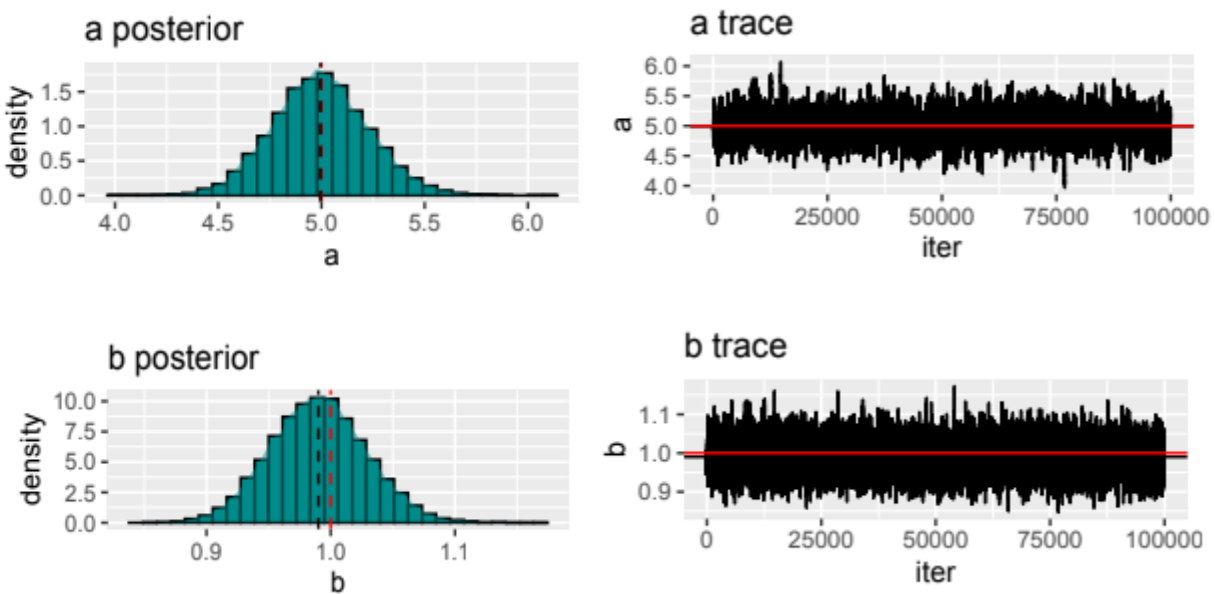 a posterior
density
1.5
1.0
0.5
0.0
4.0 4.5 5.0 5.5 6.0
a
a trace
a
6.0
5.5
5.0
4.5
4.0
0 25000 50000 75000 100000
iter
b posterior
density
10.0
7.5
5.0
2.5
0.0
0.9 1.0 1.1
b
b trace
b
1.1
1.0
0.9
0 25000 50000 75000 100000
iter